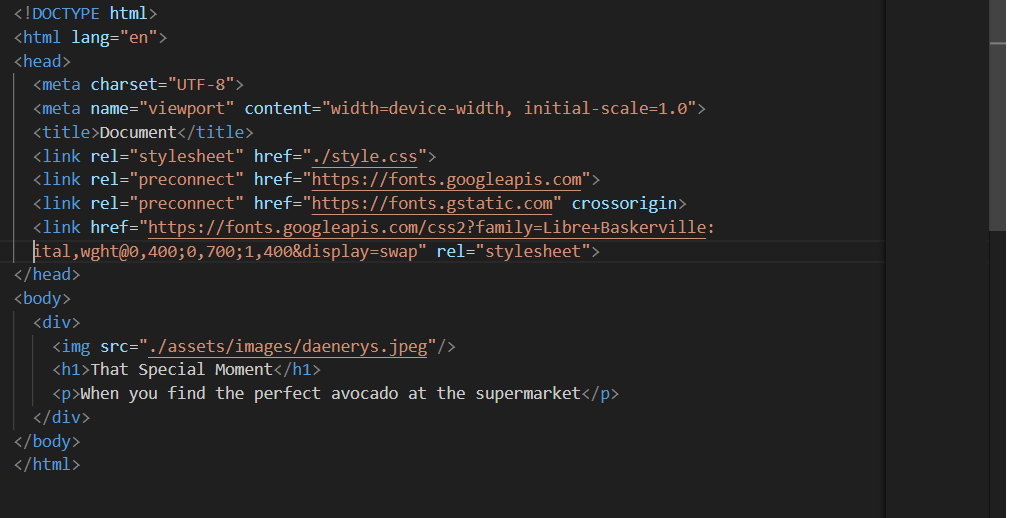 <!DOCTYPE html>
<html lang="en">
<head>
  <meta charset="UTF-8">
  <meta name="viewport" content="width=device-width, initial-scale=1.0">
  <title>Document</title>
  <link rel="stylesheet" href="./style.css">
  <link rel="preconnect" href="https://fonts.googleapis.com">
  <link rel="preconnect" href="https://fonts.gstatic.com" crossorigin>
  <link href="https://fonts.googleapis.com/css2?family=Libre+Baskerville:
  ital,wght@0,400;0,700;1,400&display=swap" rel="stylesheet">
</head>
<body>
  <div>
    <img src="./assets/images/daenerys.jpeg"/>
    <h1>That Special Moment</h1>
    <p>When you find the perfect avocado at the supermarket</p>
  </div>
</body>
</html>